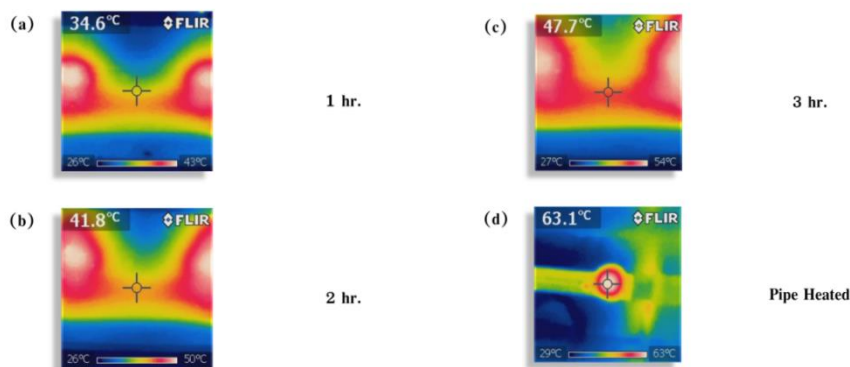 (a)
34.6°C FLIR
26°C 43°C
1 hr.
(b)
41.8°C FLIR
26°C 50°C
2 hr.
(c)
47.7°C FLIR
27°C 54°C
3 hr.
(d)
63.1°C FLIR
29°C 63°C
Pipe Heated